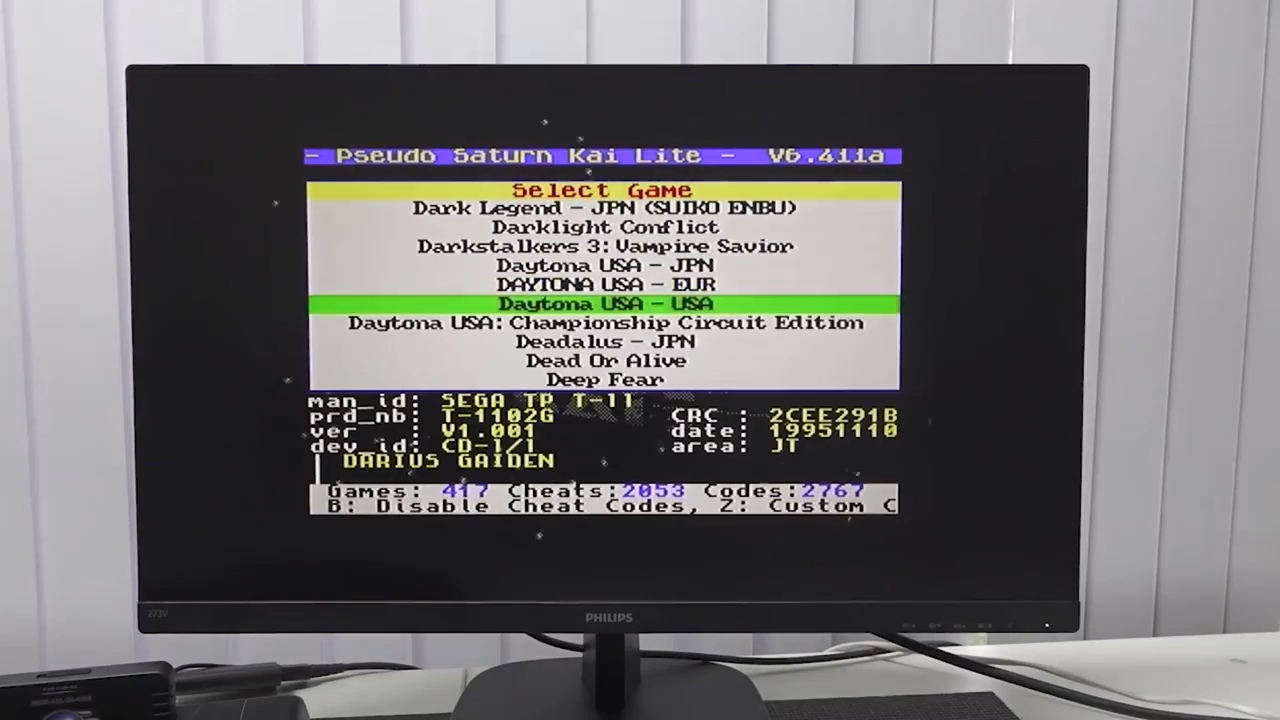 - Pseudo Saturn Kai Lite - V6.411a
Select Game
Dark Legend - JPN (SUIKO ENBU)
Darklight Conflict
Darkstalkers 3: Vampire Savior
Daytona USA - JPN
DAYTONA USA - EUR
Daytona USA - USA
Daytona USA: Championship Circuit Edition
Deadalus - JPN
Dead Or Alive
Deep Fear
man_id: SEGA TP T-11
prd_nb: T-1102G CRC : 2CEE291B
ver : V1.001 date: 19951110
dev_id: CD-1/1 area: JT
DARIUS GAIDEN
Games: 417 Cheats:2053 Codes:2767
B: Disable Cheat Codes, Z: Custom C
273V
PHILIPS